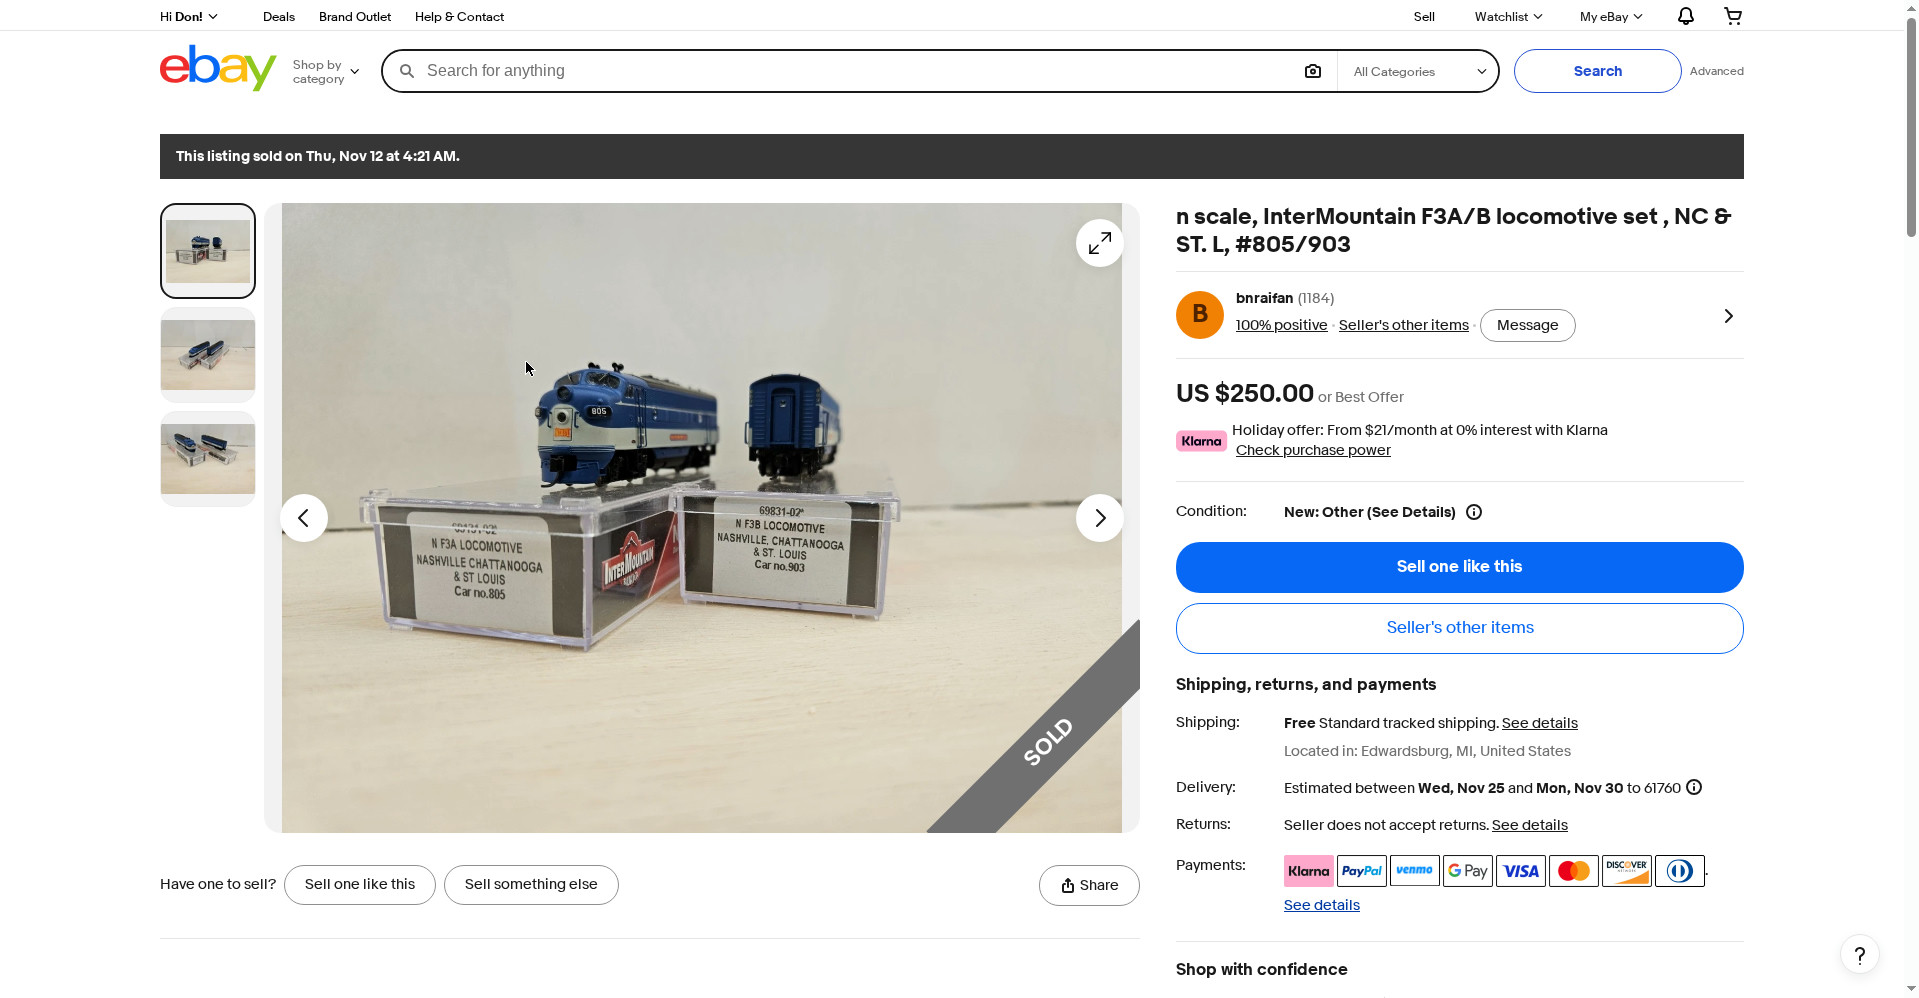 Hi Don!
Deals
Brand Outlet
Help & Contact
Sell
Watchlist
My eBay
ebay
Shop by
category
Search for anything
All Categories
Search
Advanced
This listing sold on Thu, Nov 12 at 4:21 AM.
805
N F3A LOCOMOTIVE
NASHVILLE CHATTANOOGA
& ST LOUIS
Car no.805
INTERMOUNTAIN
69831-02*
N F3B LOCOMOTIVE
NASHVILLE, CHATTANOOGA
& ST. LOUIS
Car no.903
SOLD
Have one to sell?
Sell one like this
Sell something else
Share
n scale, InterMountain F3A/B locomotive set , NC &
ST. L, #805/903
B
bnraifan (1184)
100% positive · Seller's other items · Message
US $250.00 or Best Offer
Klarna
Holiday offer: From $21/month at 0% interest with Klarna
Check purchase power
Condition:
New: Other (See Details)
Sell one like this
Seller's other items
Shipping, returns, and payments
Shipping:
Free Standard tracked shipping. See details
Located in: Edwardsburg, MI, United States
Delivery:
Estimated between Wed, Nov 25 and Mon, Nov 30 to 61760
Returns:
Seller does not accept returns. See details
Payments:
Klarna PayPal venmo G Pay VISA DISCOVER .
See details
Shop with confidence
?